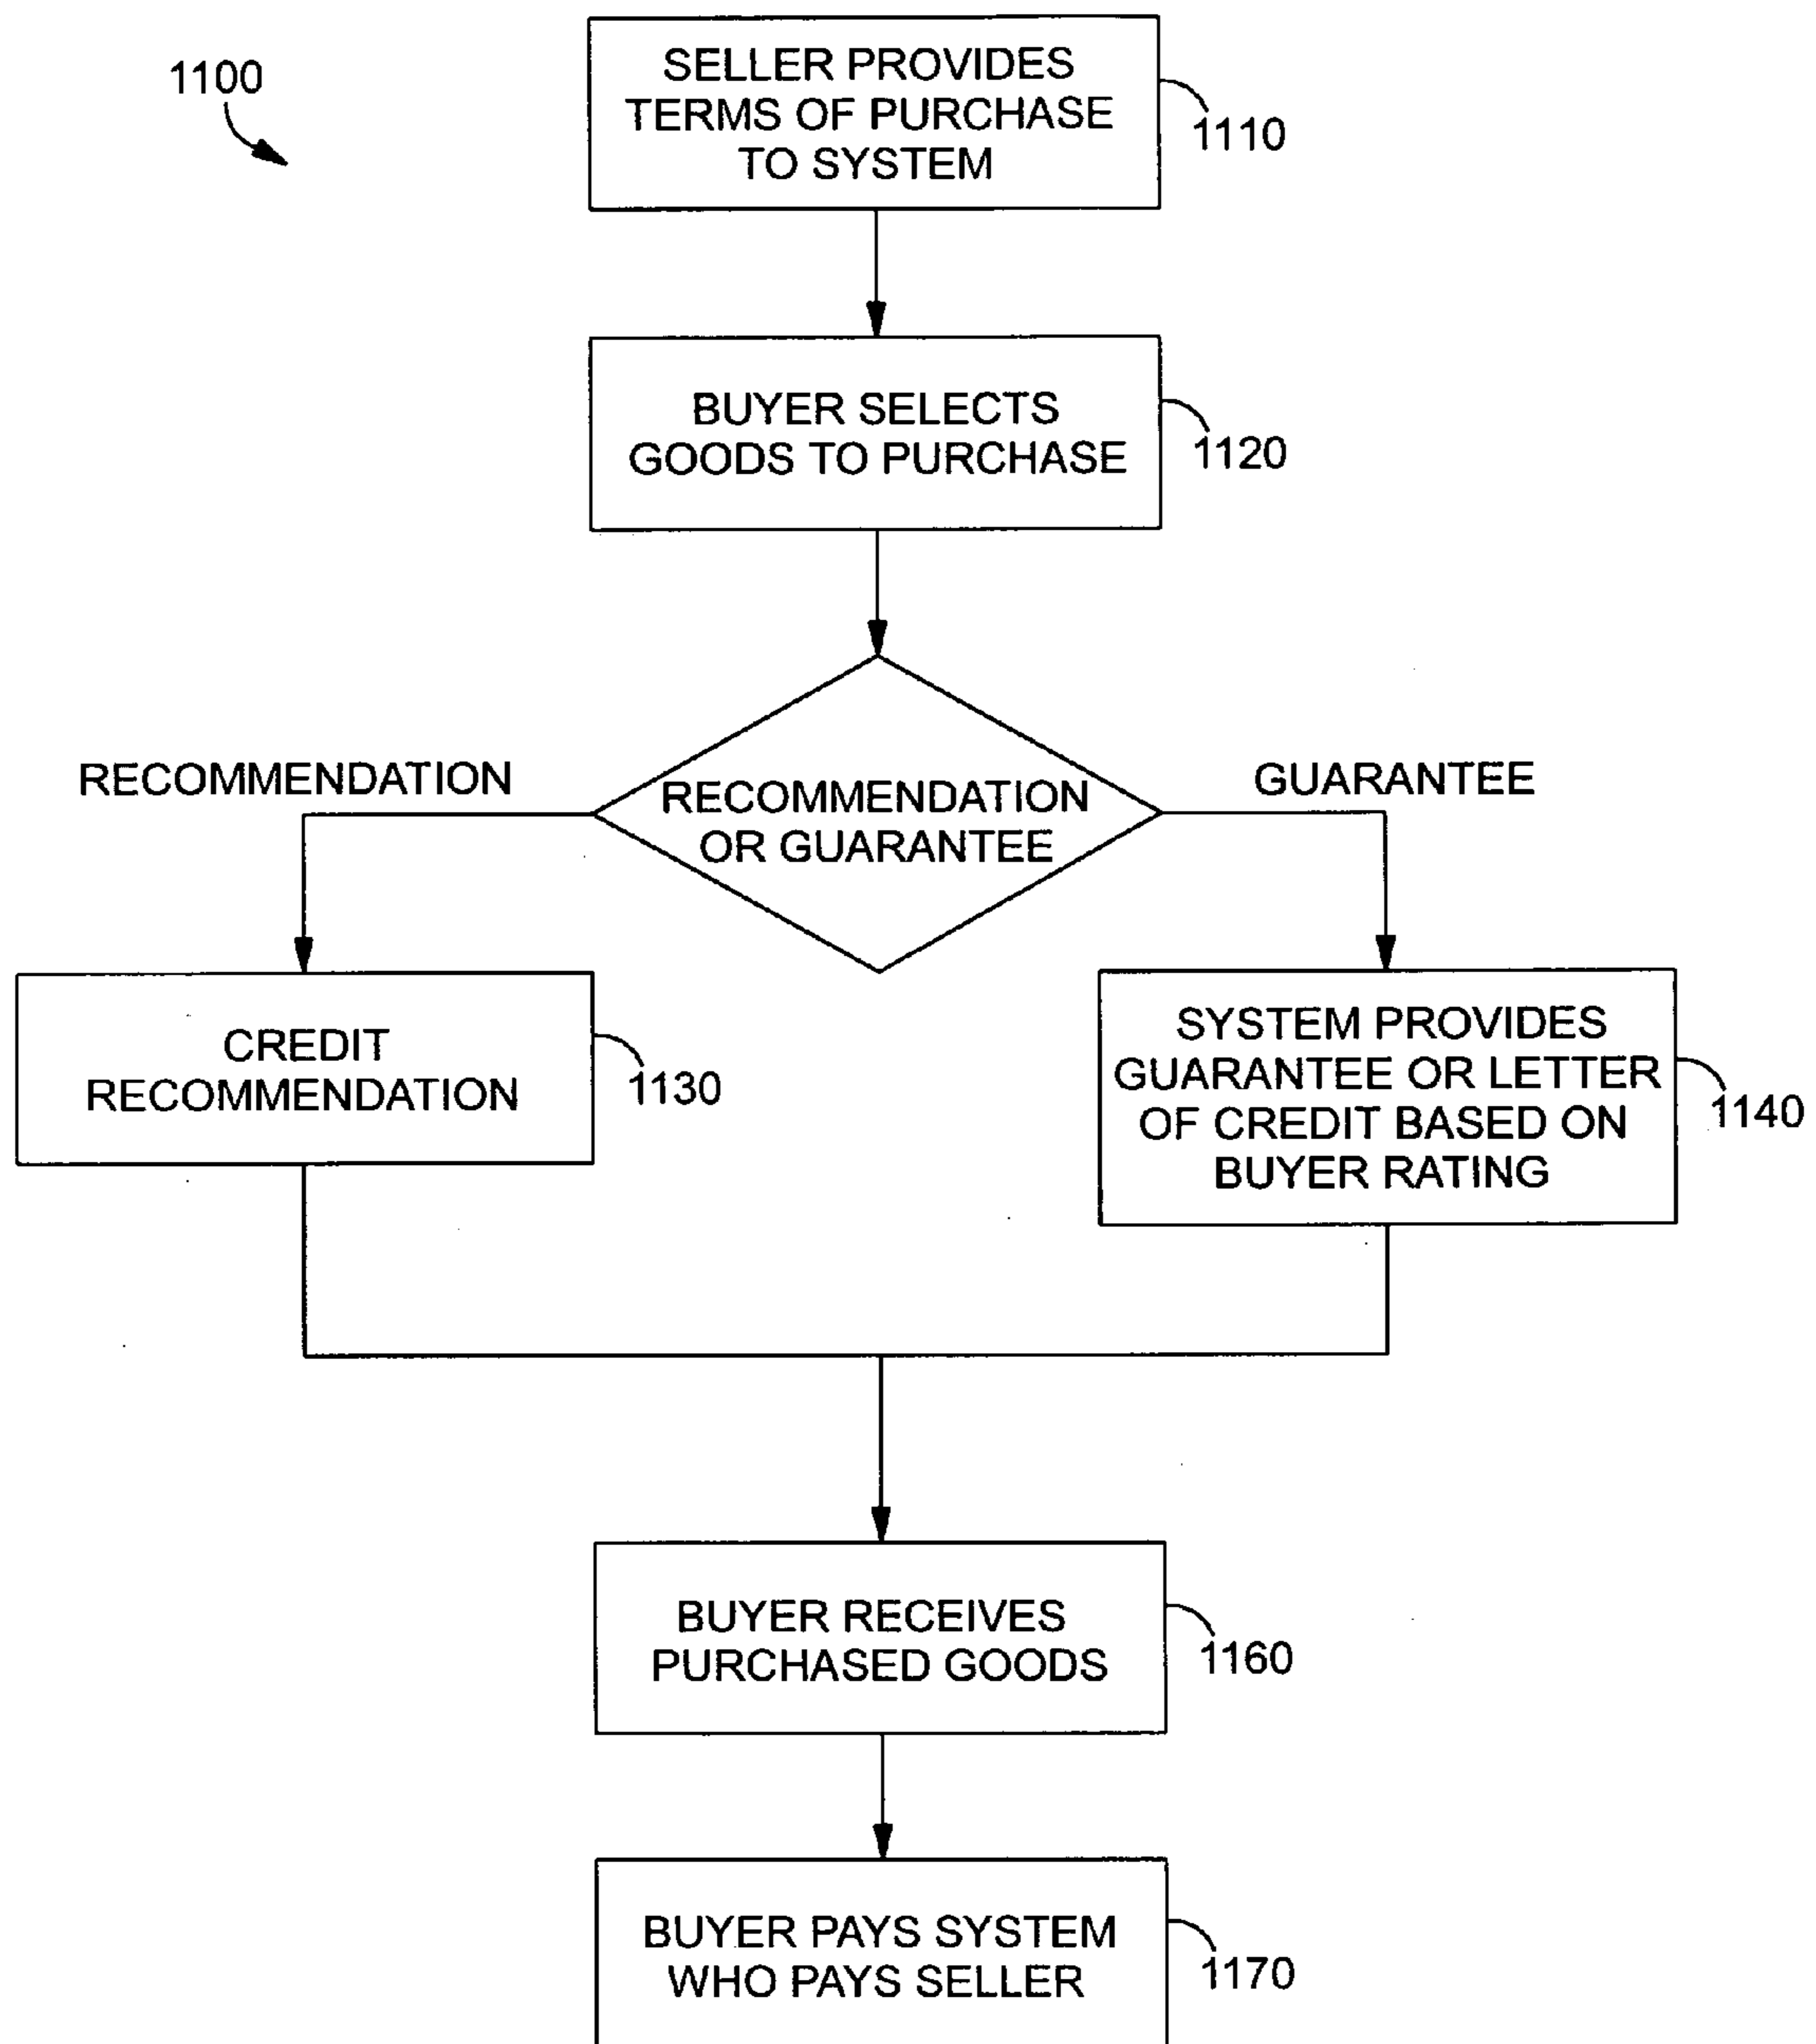 1100
SELLER PROVIDES
TERMS OF PURCHASE
TO SYSTEM
1110
BUYER SELECTS
GOODS TO PURCHASE
1120
RECOMMENDATION
RECOMMENDATION
OR GUARANTEE
GUARANTEE
CREDIT
RECOMMENDATION
1130
SYSTEM PROVIDES
GUARANTEE OR LETTER
OF CREDIT BASED ON
BUYER RATING
1140
BUYER RECEIVES
PURCHASED GOODS
1160
BUYER PAYS SYSTEM
WHO PAYS SELLER
1170